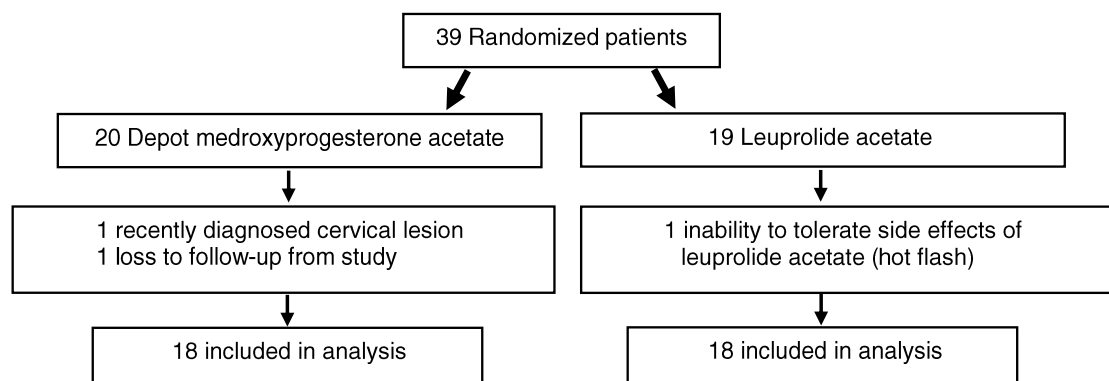 39 Randomized patients
20 Depot medroxyprogesterone acetate
19 Leuprolide acetate
1 recently diagnosed cervical lesion
1 loss to follow-up from study
1 inability to tolerate side effects of
leuprolide acetate (hot flash)
18 included in analysis
18 included in analysis